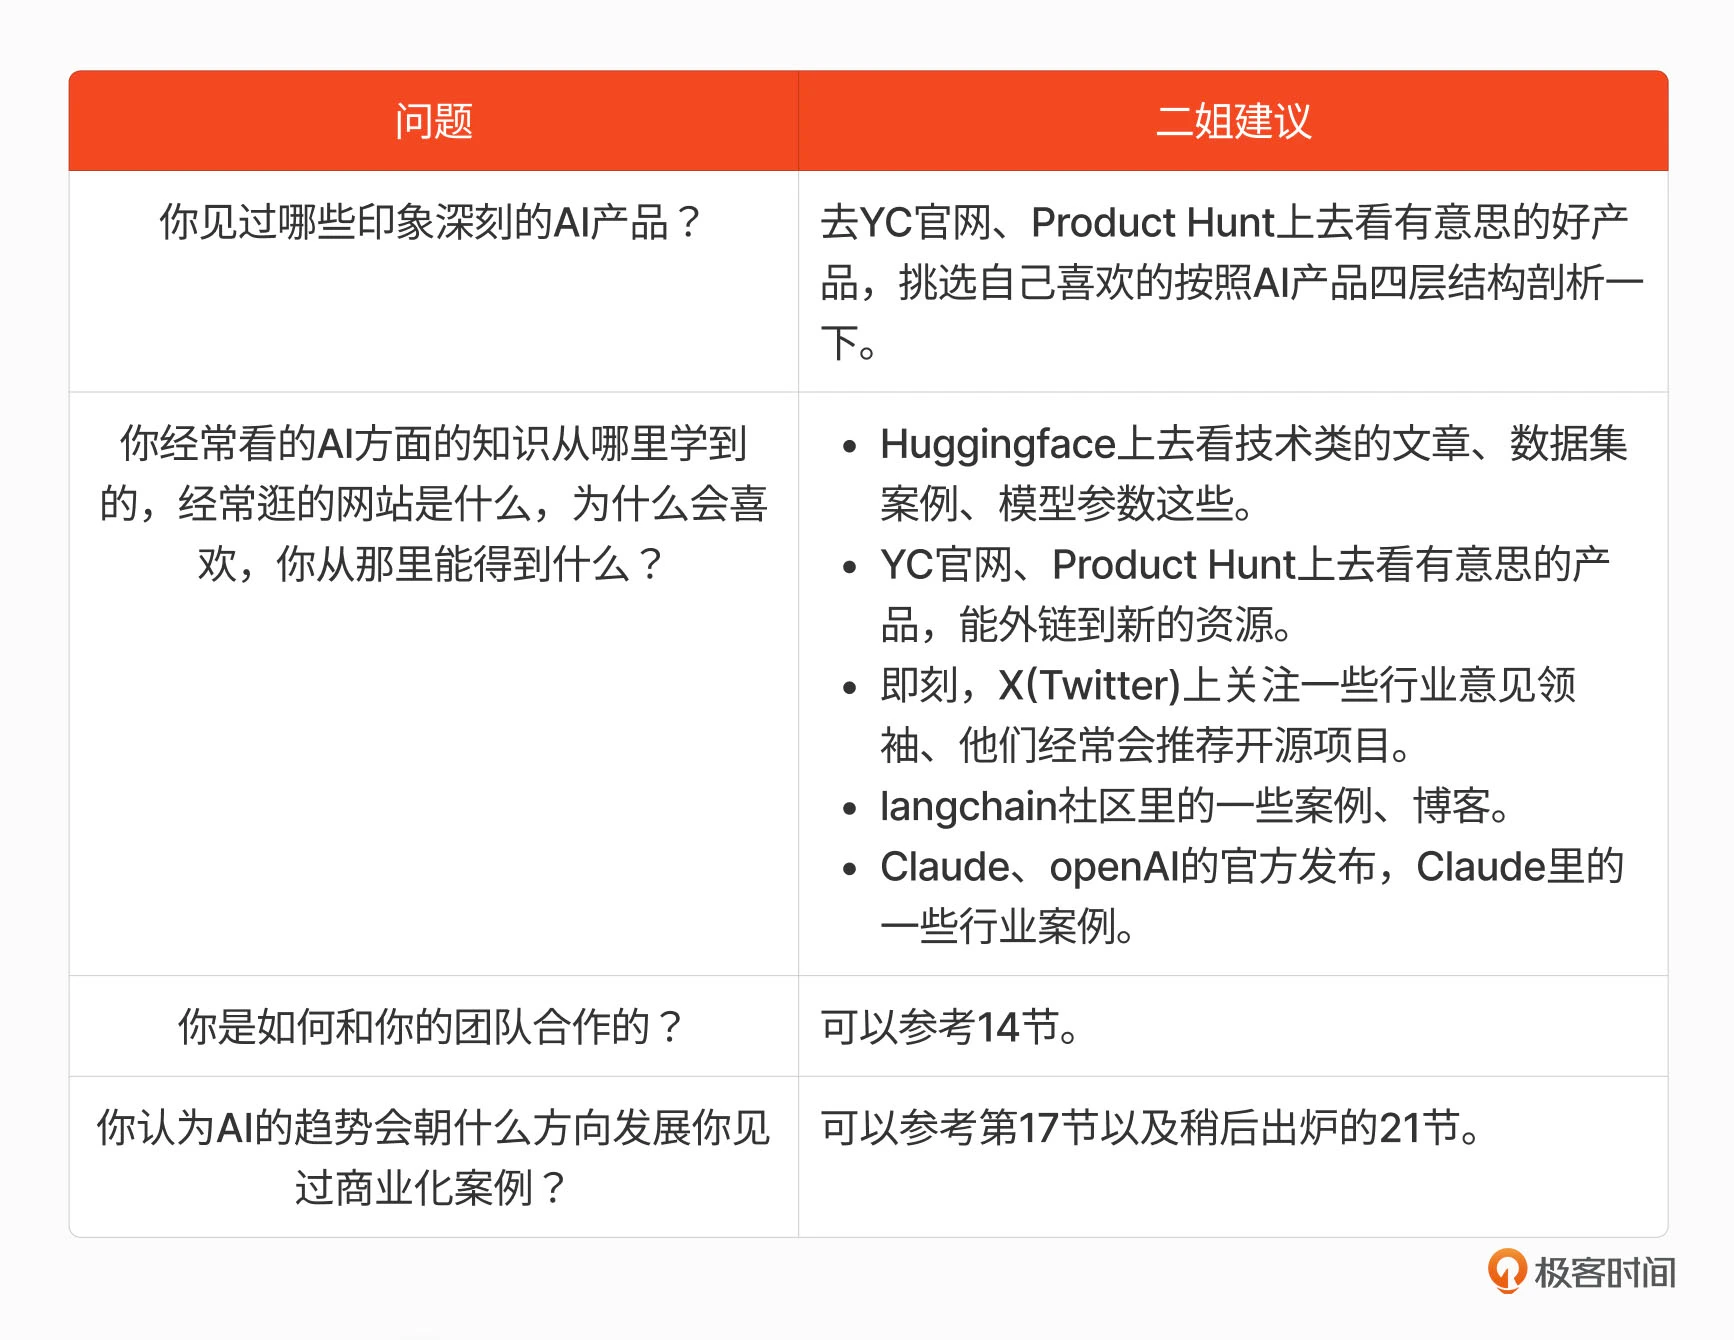 问题
二姐建议
你见过哪些印象深刻的AI产品？
去YC官网、Product Hunt上去看有意思的好产
品，挑选自己喜欢的按照AI产品四层结构剖析一
下。
你经常看的AI方面的知识从哪里学到
的，经常逛的网站是什么，为什么会喜
欢，你从那里能得到什么？
• Huggingface上去看技术类的文章、数据集
案例、模型参数这些。
• YC官网、Product Hunt上去看有意思的产
品，能外链到新的资源。
• 即刻，X(Twitter)上关注一些行业意见领
袖、他们经常会推荐开源项目。
• langchain社区里的一些案例、博客。
• Claude、openAI的官方发布，Claude里的
一些行业案例。
你是如何和你的团队合作的？
可以参考14节。
你认为AI的趋势会朝什么方向发展你见
过商业化案例？
可以参考第17节以及稍后出炉的21节。
极客时间